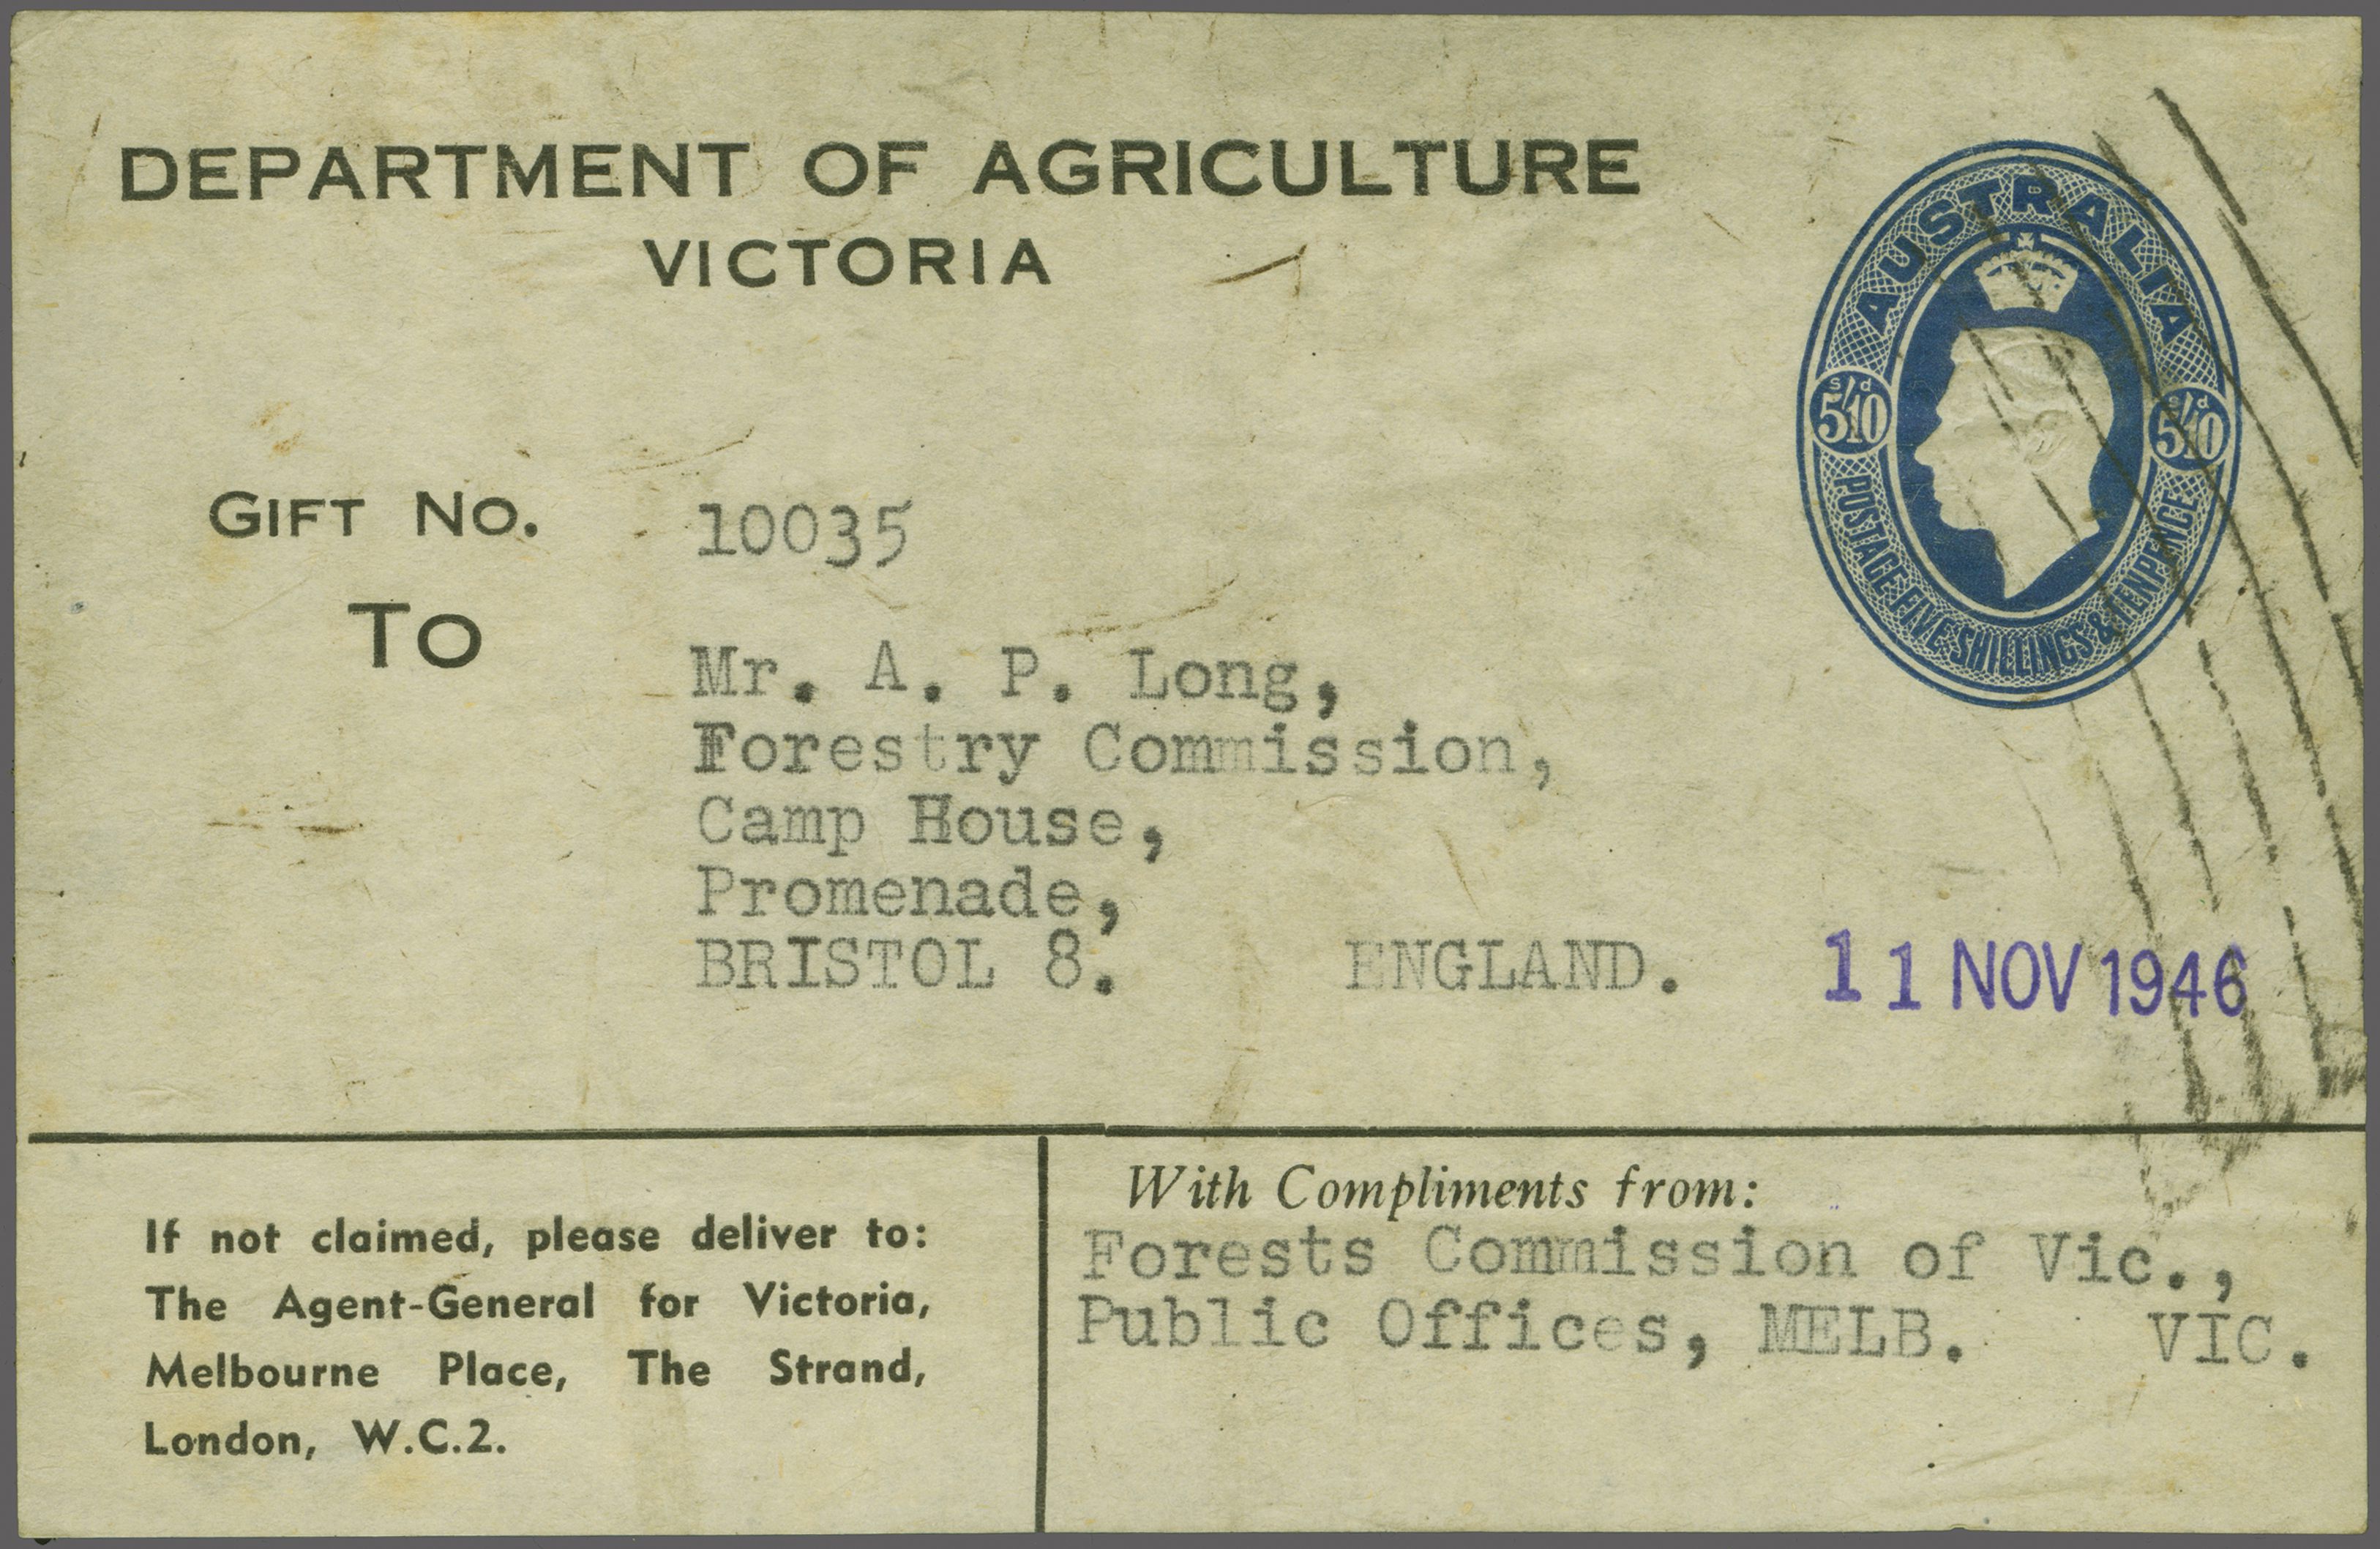 DEPARTMENT OF AGRICULTURE
VICTORIA
AUSTRALIA
s/d
5/10
s/d
5/10
POSTAGE FIVE SHILLINGS & TENPENCE
GIFT NO. 10035
TO
Mr. A. P. Long,
Forestry Commission,
Camp House,
Promenade,
BRISTOL 8. ENGLAND.
11 NOV 1946
If not claimed, please deliver to:
The Agent-General for Victoria,
Melbourne Place, The Strand,
London, W.C.2.
With Compliments from:
Forests Commission of Vic.,
Public Offices, MELB. VIC.